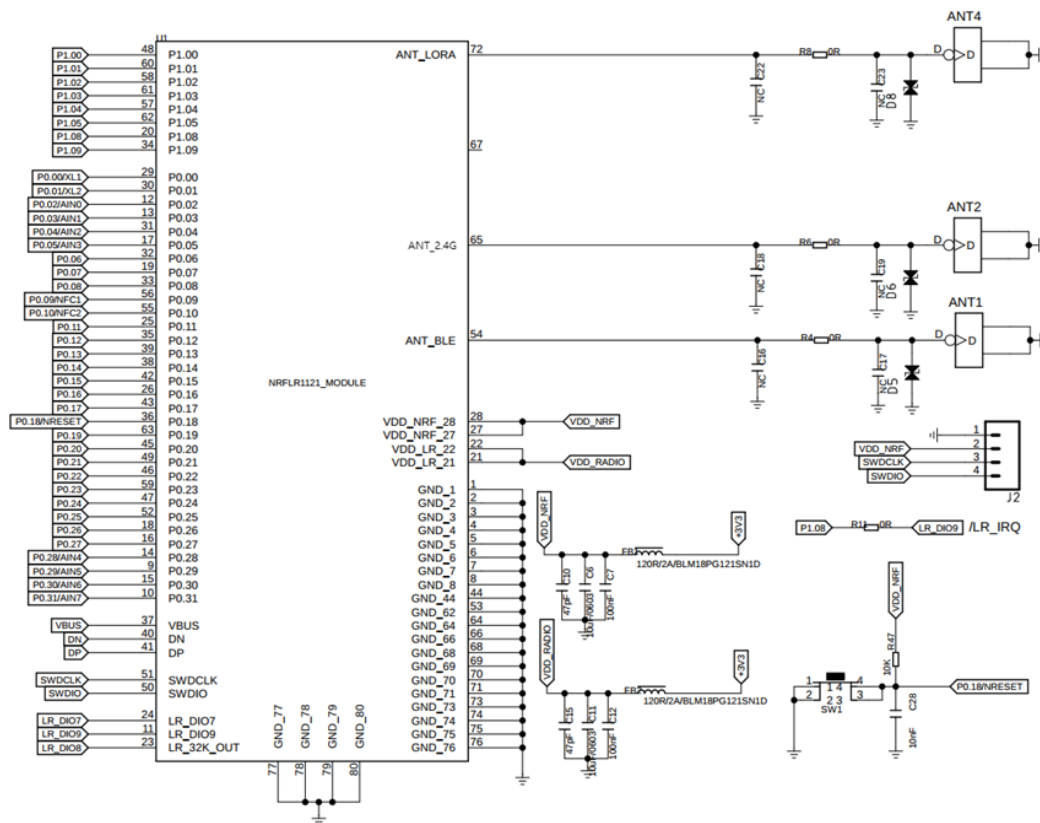 U1
NRFLR1121_MODULE
P1.00 48 P1.00
P1.01 60 P1.01
P1.02 58 P1.02
P1.03 61 P1.03
P1.04 57 P1.04
P1.05 62 P1.05
P1.08 20 P1.08
P1.09 34 P1.09
P0.00/XL1 29 P0.00
P0.01/XL2 30 P0.01
P0.02/AIN0 12 P0.02
P0.03/AIN1 13 P0.03
P0.04/AIN2 31 P0.04
P0.05/AIN3 17 P0.05
P0.06 32 P0.06
P0.07 19 P0.07
P0.08 33 P0.08
P0.09/NFC1 56 P0.09
P0.10/NFC2 55 P0.10
P0.11 25 P0.11
P0.12 35 P0.12
P0.13 39 P0.13
P0.14 38 P0.14
P0.15 42 P0.15
P0.16 26 P0.16
P0.17 43 P0.17
P0.18/NRESET 36 P0.18
P0.19 63 P0.19
P0.20 45 P0.20
P0.21 49 P0.21
P0.22 46 P0.22
P0.23 59 P0.23
P0.24 47 P0.24
P0.25 52 P0.25
P0.26 18 P0.26
P0.27 16 P0.27
P0.28/AIN4 14 P0.28
P0.29/AIN5 9 P0.29
P0.30/AIN6 15 P0.30
P0.31/AIN7 10 P0.31
VBUS 37 VBUS
DN 40 DN
DP 41 DP
SWDCLK 51 SWDCLK
SWDIO 50 SWDIO
LR_DIO7 24 LR_DIO7
LR_DIO9 11 LR_DIO9
LR_DIO8 23 LR_32K_OUT
GND_77 GND_78 GND_79 GND_80
77 78 79 80
ANT_LORA 72
67
ANT_2.4G 65
ANT_BLE 54
VDD_NRF_28 28 VDD_NRF
VDD_NRF_27 27
VDD_LR_22 22
VDD_LR_21 21 VDD_RADIO
GND_1 1
GND_2 2
GND_3 3
GND_4 4
GND_5 5
GND_6 6
GND_7 7
GND_8 8
GND_44 44
GND_62 53
GND_64 64
GND_66 66
GND_68 68
GND_69 69
GND_70 70
GND_71 71
GND_73 73
GND_74 74
GND_75 75
GND_76 76
C22 NC
R8 0R
C23 NC
D8
ANT4
D D
C18 NC
R6 0R
C19 NC
D6
ANT2
D D
C16 NC
R4 0R
C17 NC
D5
ANT1
D D
1
VDD_NRF 2
SWDCLK 3
SWDIO 4
J2
P1.08 R11 0R LR_DIO9 /LR_IRQ
VDD_NRF
+3V3
120R/2A/BLM18PG121SN1D
C10 47pF
C6 10uF/0603
C7 100nF
VDD_RADIO
+3V3
120R/2A/BLM18PG121SN1D
C15 47pF
C11 10uF/0603
C12 100nF
VDD_NRF
R47 10K
1 1 4 4
2 2 3 3
SW1
P0.18/NRESET
C28
10nF